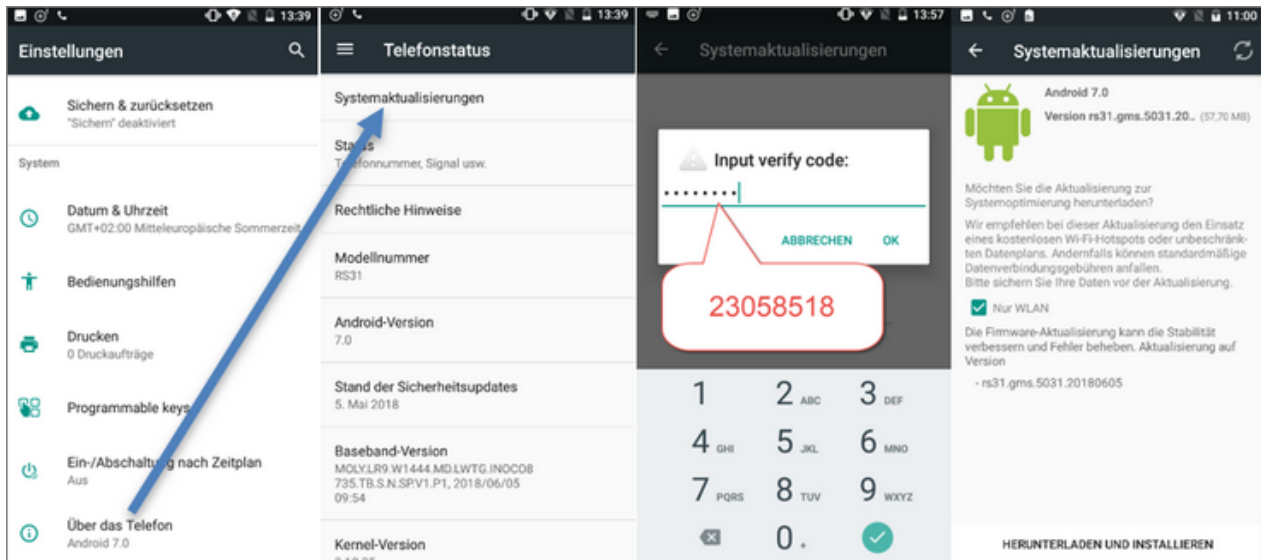 13:39
Einstellungen
Sichern & zurücksetzen
"Sichern" deaktiviert
System
Datum & Uhrzeit
GMT+02:00 Mitteleuropäische Sommerzeit
Bedienungshilfen
Drucken
0 Druckaufträge
Programmable keys
Ein-/Abschaltung nach Zeitplan
Aus
Über das Telefon
Android 7.0
13:39
Telefonstatus
Systemaktualisierungen
Status
Telefonnummer, Signal usw.
Rechtliche Hinweise
Modellnummer
RS31
Android-Version
7.0
Stand der Sicherheitsupdates
5. Mai 2018
Baseband-Version
MOLY.LR9.W1444.MD.LWTG.INOCO8
735.TB.S.N.SP.V1.P1, 2018/06/05
09:54
Kernel-Version
13:57
Systemaktualisierungen
Input verify code:
ABBRECHEN OK
23058518
1 2 ABC 3 DEF
4 GHI 5 JKL 6 MNO
7 PQRS 8 TUV 9 WXYZ
0 +
11:00
Systemaktualisierungen
Android 7.0
Version rs31.gms.5031.20.. (57,70 MB)
Möchten Sie die Aktualisierung zur
Systemoptimierung herunterladen?
Wir empfehlen bei dieser Aktualisierung den Einsatz
eines kostenlosen Wi-Fi-Hotspots oder unbeschränk-
ten Datenplans. Andernfalls können standardmäßige
Datenverbindungsgebühren anfallen.
Bitte sichern Sie Ihre Daten vor der Aktualisierung.
Nur WLAN
Die Firmware-Aktualisierung kann die Stabilität
verbessern und Fehler beheben. Aktualisierung auf
Version
- rs31.gms.5031.20180605
HERUNTERLADEN UND INSTALLIEREN